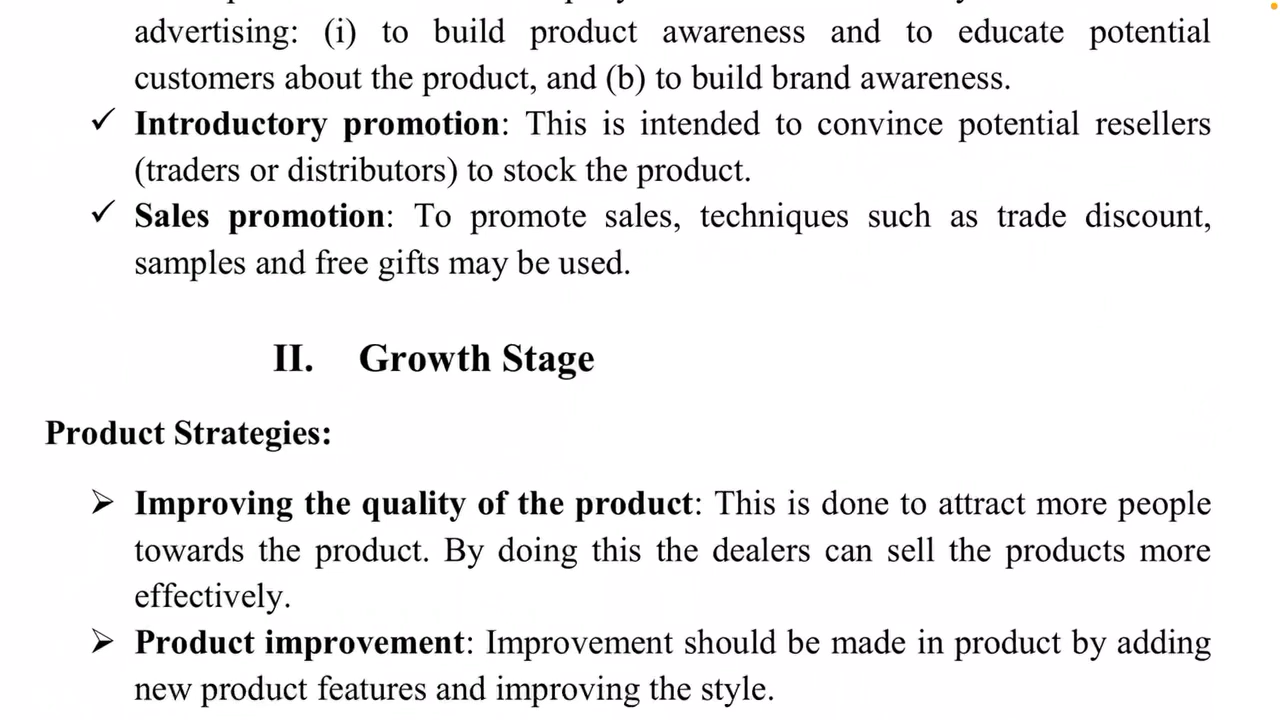 advertising: (i) to build product awareness and to educate potential
customers about the product, and (b) to build brand awareness.
✓ Introductory promotion: This is intended to convince potential resellers
(traders or distributors) to stock the product.
✓ Sales promotion: To promote sales, techniques such as trade discount,
samples and free gifts may be used.
II. Growth Stage
Product Strategies:
➢ Improving the quality of the product: This is done to attract more people
towards the product. By doing this the dealers can sell the products more
effectively.
➢ Product improvement: Improvement should be made in product by adding
new product features and improving the style.